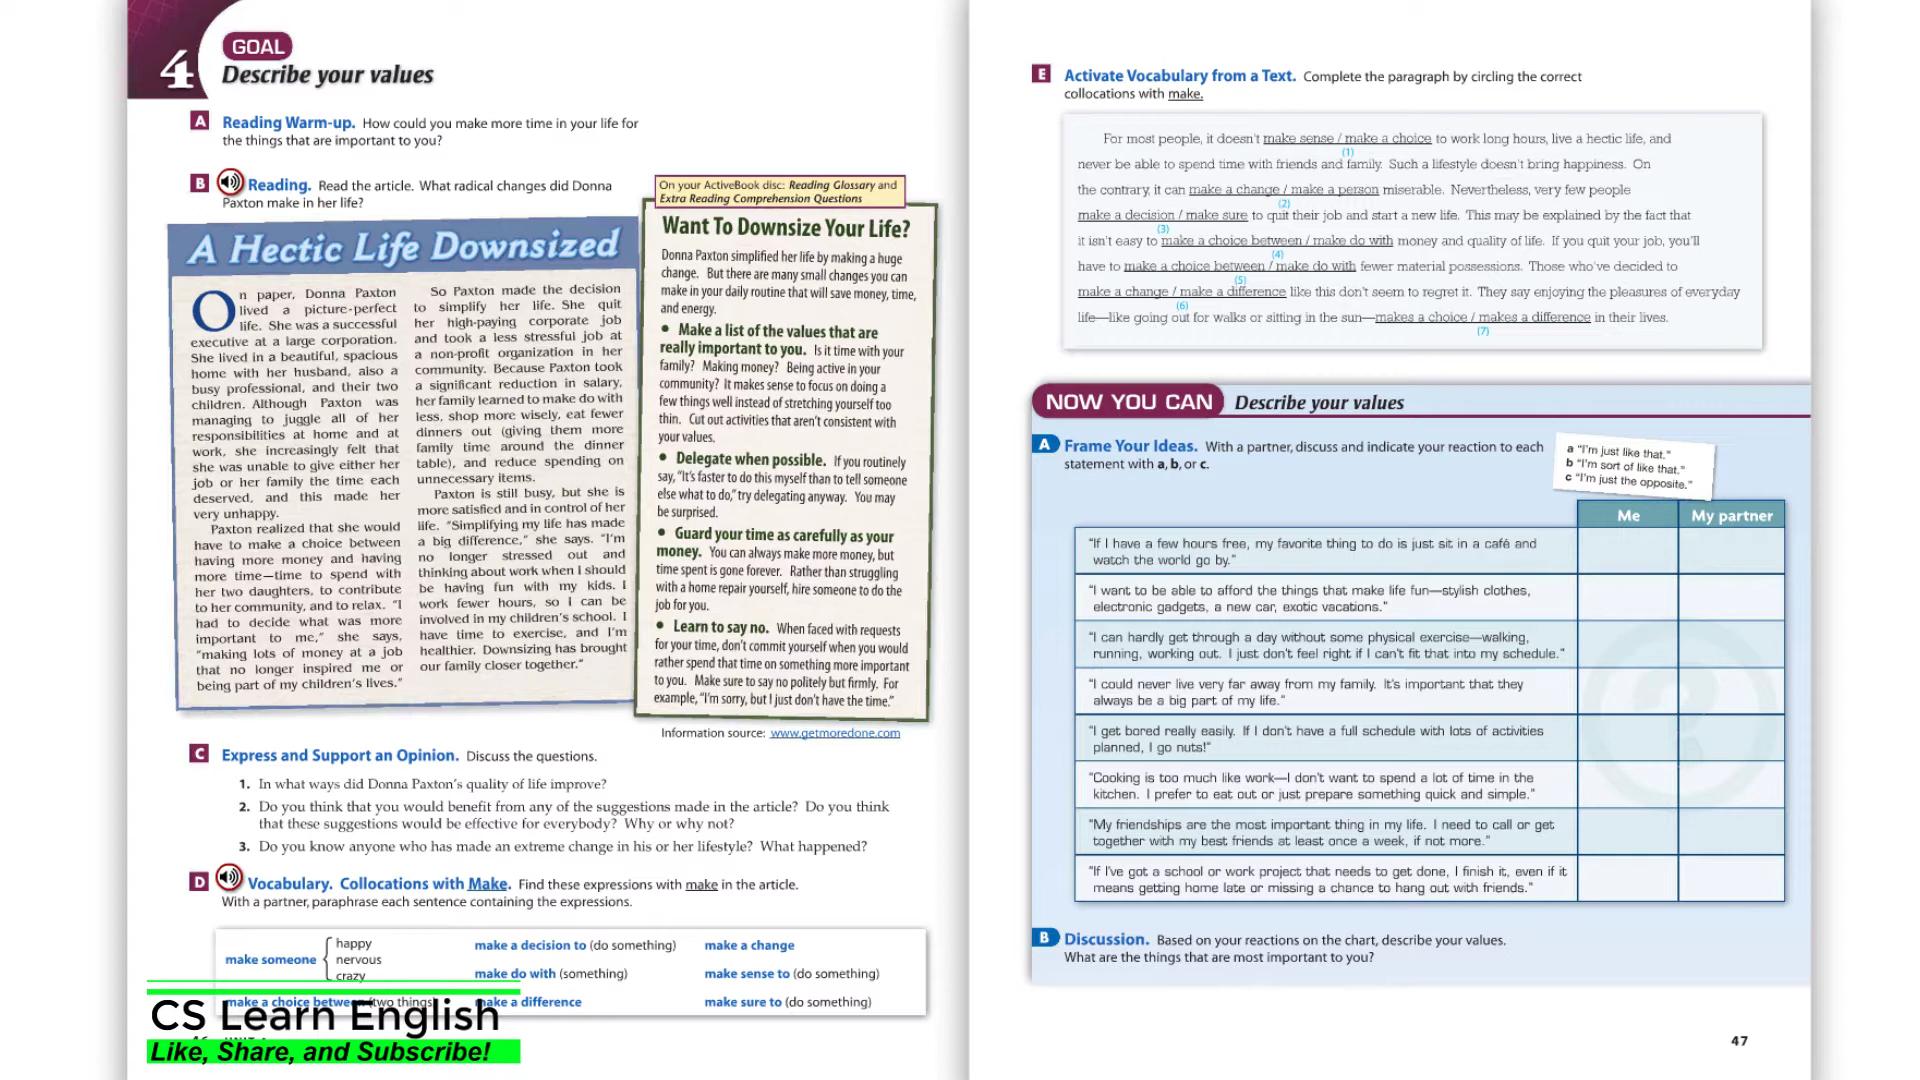 4
GOAL
Describe your values
A Reading Warm-up. How could you make more time in your life for
the things that are important to you?
B Reading. Read the article. What radical changes did Donna
Paxton make in her life?
A Hectic Life Downsized
On paper, Donna Paxton
lived a picture-perfect
life. She was a successful
executive at a large corporation.
She lived in a beautiful, spacious
home with her husband, also a
busy professional, and their two
children. Although Paxton was
managing to juggle all of her
responsibilities at home and at
work, she increasingly felt that
she was unable to give either her
job or her family the time each
deserved, and this made her
very unhappy.
Paxton realized that she would
have to make a choice between
having more money and having
more time—time to spend with
her two daughters, to contribute
to her community, and to relax. "I
had to decide what was more
important to me," she says,
"making lots of money at a job
that no longer inspired me or
being part of my children's lives."
So Paxton made the decision
to simplify her life. She quit
her high-paying corporate job
and took a less stressful job at
a non-profit organization in her
community. Because Paxton took
a significant reduction in salary,
her family learned to make do with
less, shop more wisely, eat fewer
dinners out (giving them more
family time around the dinner
table), and reduce spending on
unnecessary items.
Paxton is still busy, but she is
more satisfied and in control of her
life. "Simplifying my life has made
a big difference," she says. "I'm
no longer stressed out and
thinking about work when I should
be having fun with my kids. I
work fewer hours, so I can be
involved in my children's school. I
have time to exercise, and I'm
healthier. Downsizing has brought
our family closer together."
On your ActiveBook disc: Reading Glossary and
Extra Reading Comprehension Questions
Want To Downsize Your Life?
Donna Paxton simplified her life by making a huge
change. But there are many small changes you can
make in your daily routine that will save money, time,
and energy.
• Make a list of the values that are
really important to you. Is it time with your
family? Making money? Being active in your
community? It makes sense to focus on doing a
few things well instead of stretching yourself too
thin. Cut out activities that aren't consistent with
your values.
• Delegate when possible. If you routinely
say, "It's faster to do this myself than to tell someone
else what to do," try delegating anyway. You may
be surprised.
• Guard your time as carefully as your
money. You can always make more money, but
time spent is gone forever. Rather than struggling
with a home repair yourself, hire someone to do the
job for you.
• Learn to say no. When faced with requests
for your time, don't commit yourself when you would
rather spend that time on something more important
to you. Make sure to say no politely but firmly. For
example, "I'm sorry, but I just don't have the time."
Information source: www.getmoredone.com
C Express and Support an Opinion. Discuss the questions.
1. In what ways did Donna Paxton's quality of life improve?
2. Do you think that you would benefit from any of the suggestions made in the article? Do you think
that these suggestions would be effective for everybody? Why or why not?
3. Do you know anyone who has made an extreme change in his or her lifestyle? What happened?
D Vocabulary. Collocations with Make. Find these expressions with make in the article.
With a partner, paraphrase each sentence containing the expressions.
make someone { happy
nervous
crazy
make a choice between (two things)
make a decision to (do something)
make do with (something)
make a difference
make a change
make sense to (do something)
make sure to (do something)
CS Learn English
Like, Share, and Subscribe!
E Activate Vocabulary from a Text. Complete the paragraph by circling the correct
collocations with make.
For most people, it doesn't make sense / make a choice to work long hours, live a hectic life, and
(1)
never be able to spend time with friends and family. Such a lifestyle doesn't bring happiness. On
the contrary, it can make a change / make a person miserable. Nevertheless, very few people
(2)
make a decision / make sure to quit their job and start a new life. This may be explained by the fact that
(3)
it isn't easy to make a choice between / make do with money and quality of life. If you quit your job, you'll
(4)
have to make a choice between / make do with fewer material possessions. Those who've decided to
(5)
make a change / make a difference like this don't seem to regret it. They say enjoying the pleasures of everyday
(6)
life—like going out for walks or sitting in the sun—makes a choice / makes a difference in their lives.
(7)
NOW YOU CAN Describe your values
A Frame Your Ideas. With a partner, discuss and indicate your reaction to each
statement with a, b, or c.
a "I'm just like that."
b "I'm sort of like that."
c "I'm just the opposite."
Me My partner
"If I have a few hours free, my favorite thing to do is just sit in a café and
watch the world go by."
"I want to be able to afford the things that make life fun—stylish clothes,
electronic gadgets, a new car, exotic vacations."
"I can hardly get through a day without some physical exercise—walking,
running, working out. I just don't feel right if I can't fit that into my schedule."
"I could never live very far away from my family. It's important that they
always be a big part of my life."
"I get bored really easily. If I don't have a full schedule with lots of activities
planned, I go nuts!"
"Cooking is too much like work—I don't want to spend a lot of time in the
kitchen. I prefer to eat out or just prepare something quick and simple."
"My friendships are the most important thing in my life. I need to call or get
together with my best friends at least once a week, if not more."
"If I've got a school or work project that needs to get done, I finish it, even if it
means getting home late or missing a chance to hang out with friends."
B Discussion. Based on your reactions on the chart, describe your values.
What are the things that are most important to you?
47